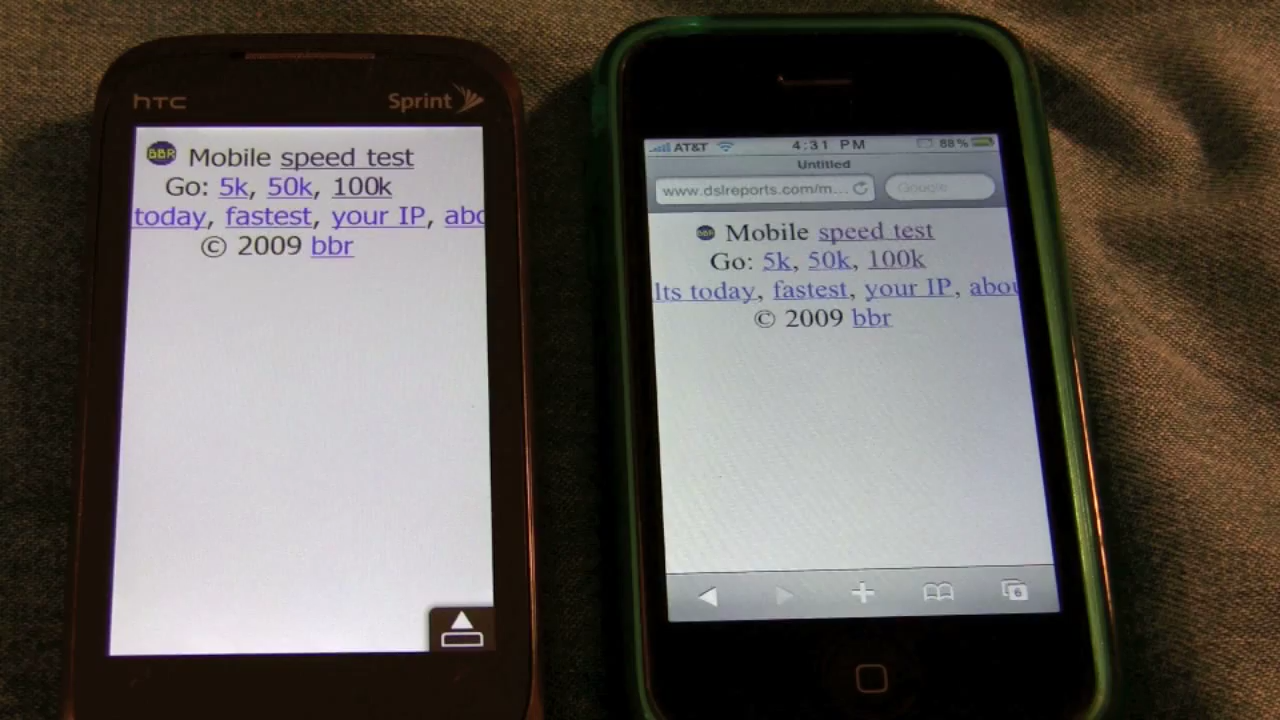 hTC Sprint
BBR Mobile speed test
Go: 5k, 50k, 100k
today, fastest, your IP, abo
© 2009 bbr
AT&T 4:31 PM 88%
Untitled
www.dslreports.com/m... Google
BBR Mobile speed test
Go: 5k, 50k, 100k
lts today, fastest, your IP, abou
© 2009 bbr
6